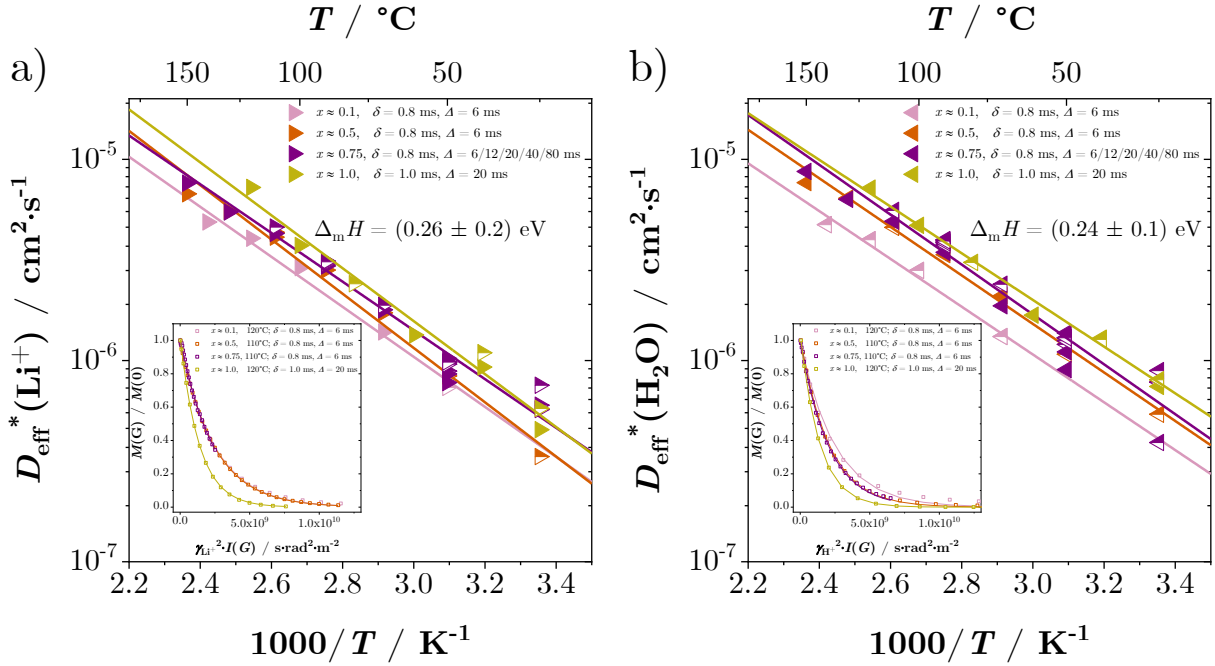 T / °C
a)
150
100
50
x ≈ 0.1, δ = 0.8 ms, Δ = 6 ms
x ≈ 0.5, δ = 0.8 ms, Δ = 6 ms
x ≈ 0.75, δ = 0.8 ms, Δ = 6/12/20/40/80 ms
x ≈ 1.0, δ = 1.0 ms, Δ = 20 ms
ΔmH = (0.26 ± 0.2) eV
Deff*(Li+) / cm2·s-1
10-5
10-6
10-7
x ≈ 0.1, 120°C; δ = 0.8 ms, Δ = 6 ms
x ≈ 0.5, 110°C; δ = 0.8 ms, Δ = 6 ms
x ≈ 0.75, 110°C; δ = 0.8 ms, Δ = 6 ms
x ≈ 1.0, 120°C; δ = 1.0 ms, Δ = 20 ms
M(G) / M(0)
1.0
0.8
0.6
0.4
0.2
0.0
0.0 5.0x109 1.0x1010
γLi+2·I(G) / s·rad2·m-2
2.2 2.4 2.6 2.8 3.0 3.2 3.4
1000/T / K-1
T / °C
b)
150
100
50
x ≈ 0.1, δ = 0.8 ms, Δ = 6 ms
x ≈ 0.5, δ = 0.8 ms, Δ = 6 ms
x ≈ 0.75, δ = 0.8 ms, Δ = 6/12/20/40/80 ms
x ≈ 1.0, δ = 1.0 ms, Δ = 20 ms
ΔmH = (0.24 ± 0.1) eV
Deff*(H2O) / cm2·s-1
10-5
10-6
10-7
x ≈ 0.1, 120°C; δ = 0.8 ms, Δ = 6 ms
x ≈ 0.5, 110°C; δ = 0.8 ms, Δ = 6 ms
x ≈ 0.75, 110°C; δ = 0.8 ms, Δ = 6 ms
x ≈ 1.0, 120°C; δ = 1.0 ms, Δ = 20 ms
M(G) / M(0)
1.0
0.8
0.6
0.4
0.2
0.0
0.0 5.0x109 1.0x1010
γH+2·I(G) / s·rad2·m-2
2.2 2.4 2.6 2.8 3.0 3.2 3.4
1000/T / K-1